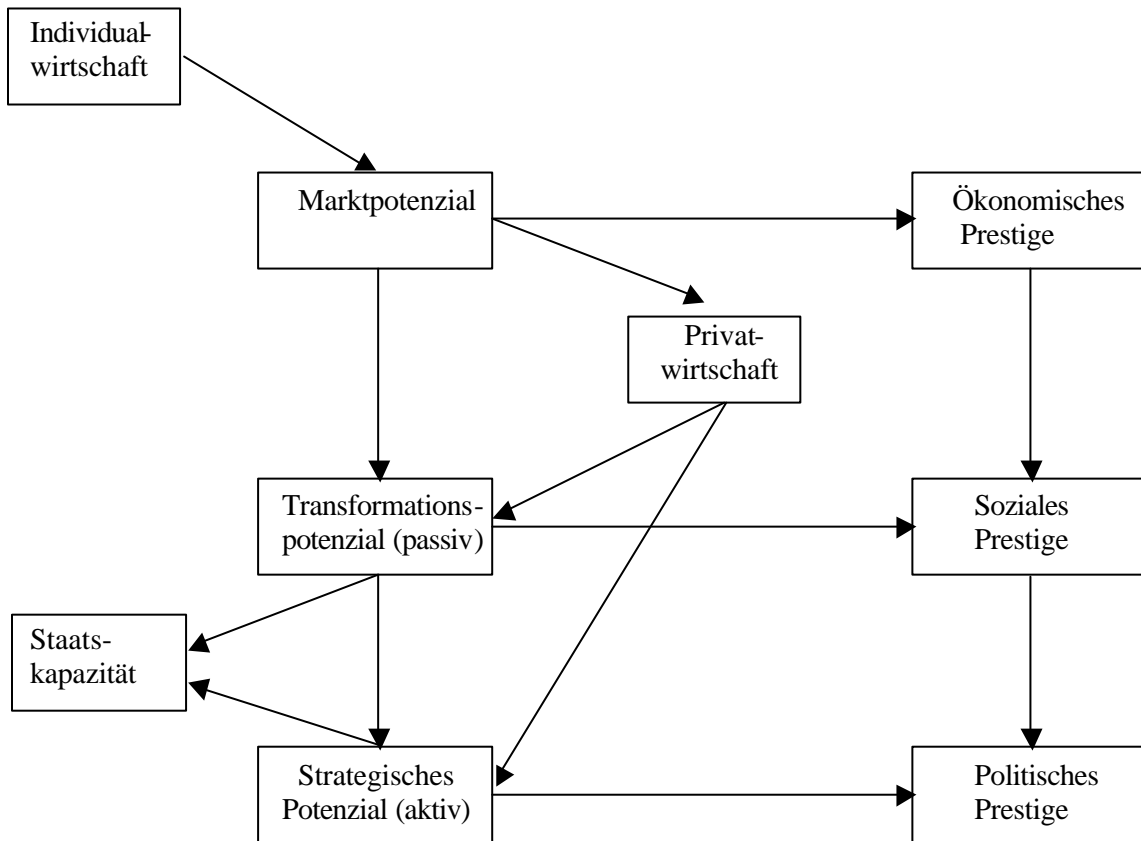 Individual-
wirtschaft
Marktpotenzial
Ökonomisches
Prestige
Privat-
wirtschaft
Transformations-
potenzial (passiv)
Soziales
Prestige
Staats-
kapazität
Strategisches
Potenzial (aktiv)
Politisches
Prestige